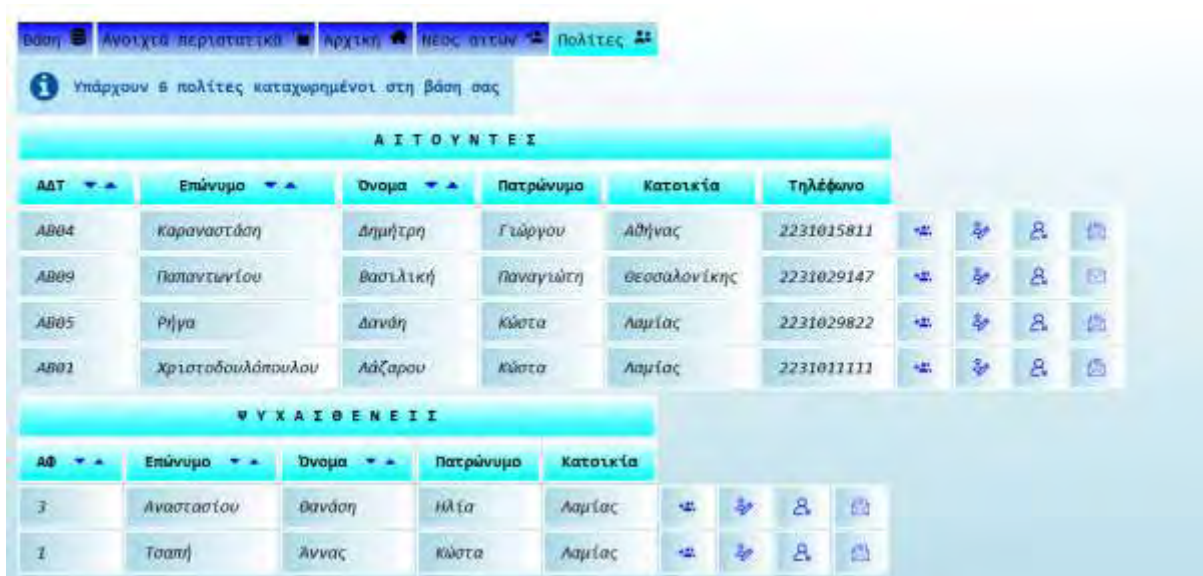 Βάση Ανοιχτά περιστατικά Αρχική Νέος αιτών Πολίτες
Υπάρχουν 6 πολίτες καταχωρημένοι στη βάση σας
ΑΙΤΟΥΝΤΕΣ
ΑΔΤ Επώνυμο Όνομα Πατρώνυμο Κατοικία Τηλέφωνο
ΑΒ04 Καραναστάση Δημήτρη Γιώργου Αθήνας 2231015811
ΑΒ09 Παπαντωνίου Βασιλική Παναγιώτη Θεσσαλονίκης 2231029147
ΑΒ05 Ρήγα Δανάη Κώστα Λαμίας 2231029822
ΑΒ01 Χριστοδουλόπουλου Λάζαρου Κώστα Λαμίας 2231011111
ΨΥΧΑΣΘΕΝΕΙΣ
ΑΦ Επώνυμο Όνομα Πατρώνυμο Κατοικία
3 Αναστασίου Θανάση Ηλία Λαμίας
1 Τσαπή Άννας Κώστα Λαμίας